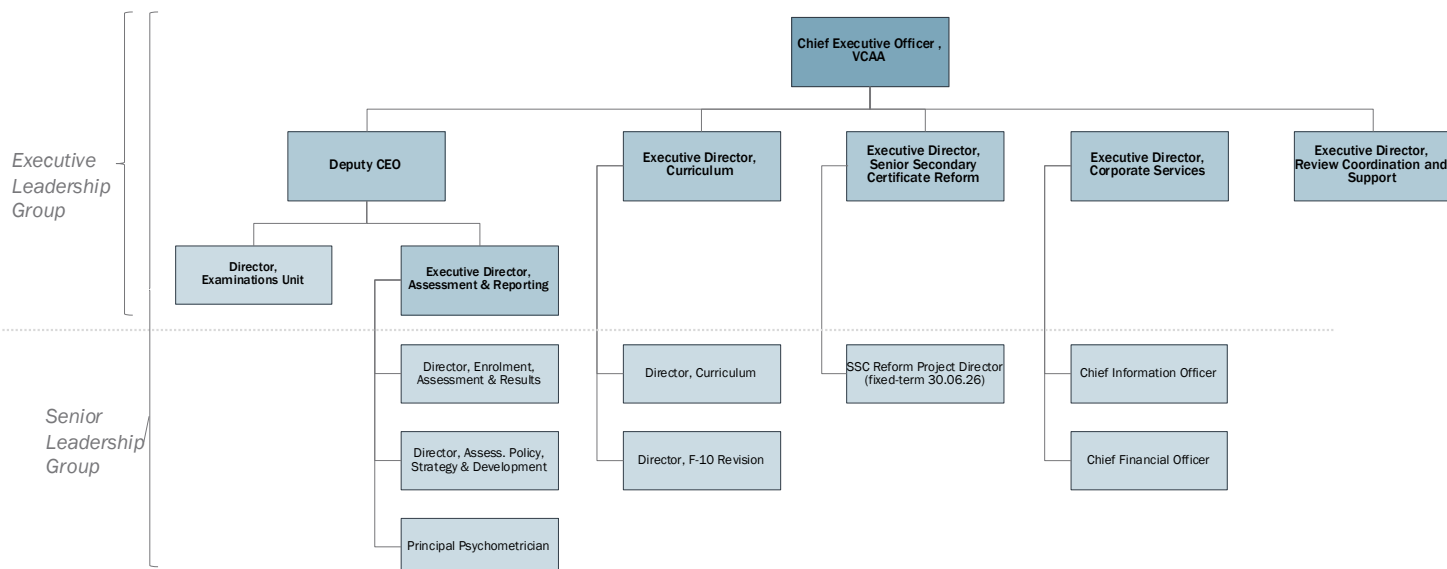 Chief Executive Officer ,
VCAA
Executive
Leadership
Group
Deputy CEO
Executive Director,
Curriculum
Executive Director,
Senior Secondary
Certificate Reform
Executive Director,
Corporate Services
Executive Director,
Review Coordination and
Support
Director,
Examinations Unit
Executive Director,
Assessment & Reporting
Senior
Leadership
Group
Director, Enrolment,
Assessment & Results
Director, Curriculum
SSC Reform Project Director
(fixed-term 30.06.26)
Chief Information Officer
Director, Assess. Policy,
Strategy & Development
Director, F-10 Revision
Chief Financial Officer
Principal Psychometrician